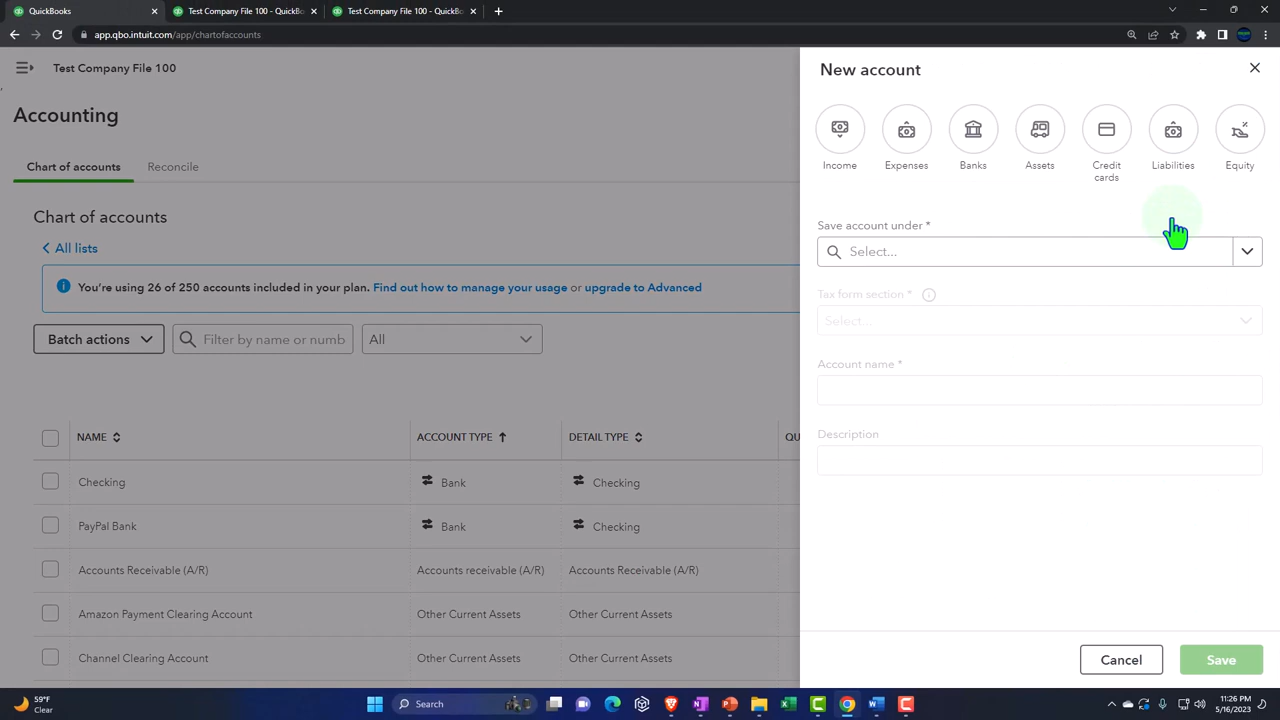 QuickBooks
Test Company File 100 - QuickBo
Test Company File 100 - QuickBo
app.qbo.intuit.com/app/chartofaccounts
Test Company File 100
Accounting
Chart of accounts
Reconcile
Chart of accounts
All lists
You're using 26 of 250 accounts included in your plan. Find out how to manage your usage or upgrade to Advanced
Batch actions
Filter by name or numb
All
NAME
ACCOUNT TYPE
DETAIL TYPE
QU
Checking
Bank
Checking
PayPal Bank
Bank
Checking
Accounts Receivable (A/R)
Accounts receivable (A/R)
Accounts Receivable (A/R)
Amazon Payment Clearing Account
Other Current Assets
Other Current Assets
Channel Clearing Account
Other Current Assets
Other Current Assets
New account
Income
Expenses
Banks
Assets
Credit
cards
Liabilities
Equity
Save account under *
Select...
Tax form section *
Select...
Account name *
Description
Cancel
Save
59°F
Clear
Search
11:26 PM
5/16/2023